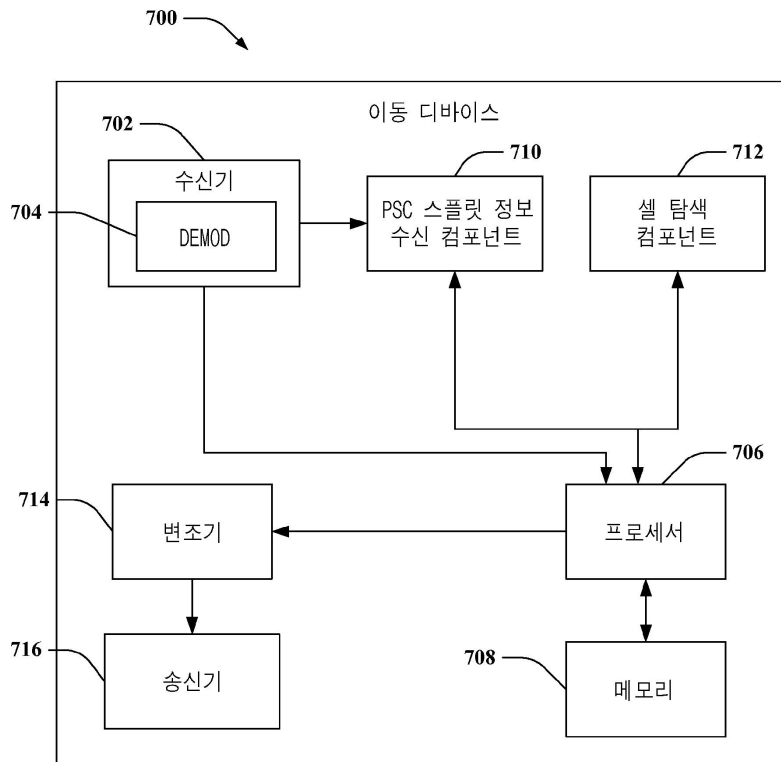 700
이동 디바이스
702
710
712
수신기
PSC 스플릿 정보
수신 컴포넌트
셀 탐색
컴포넌트
704
DEMOD
706
714
변조기
프로세서
716
송신기
708
메모리